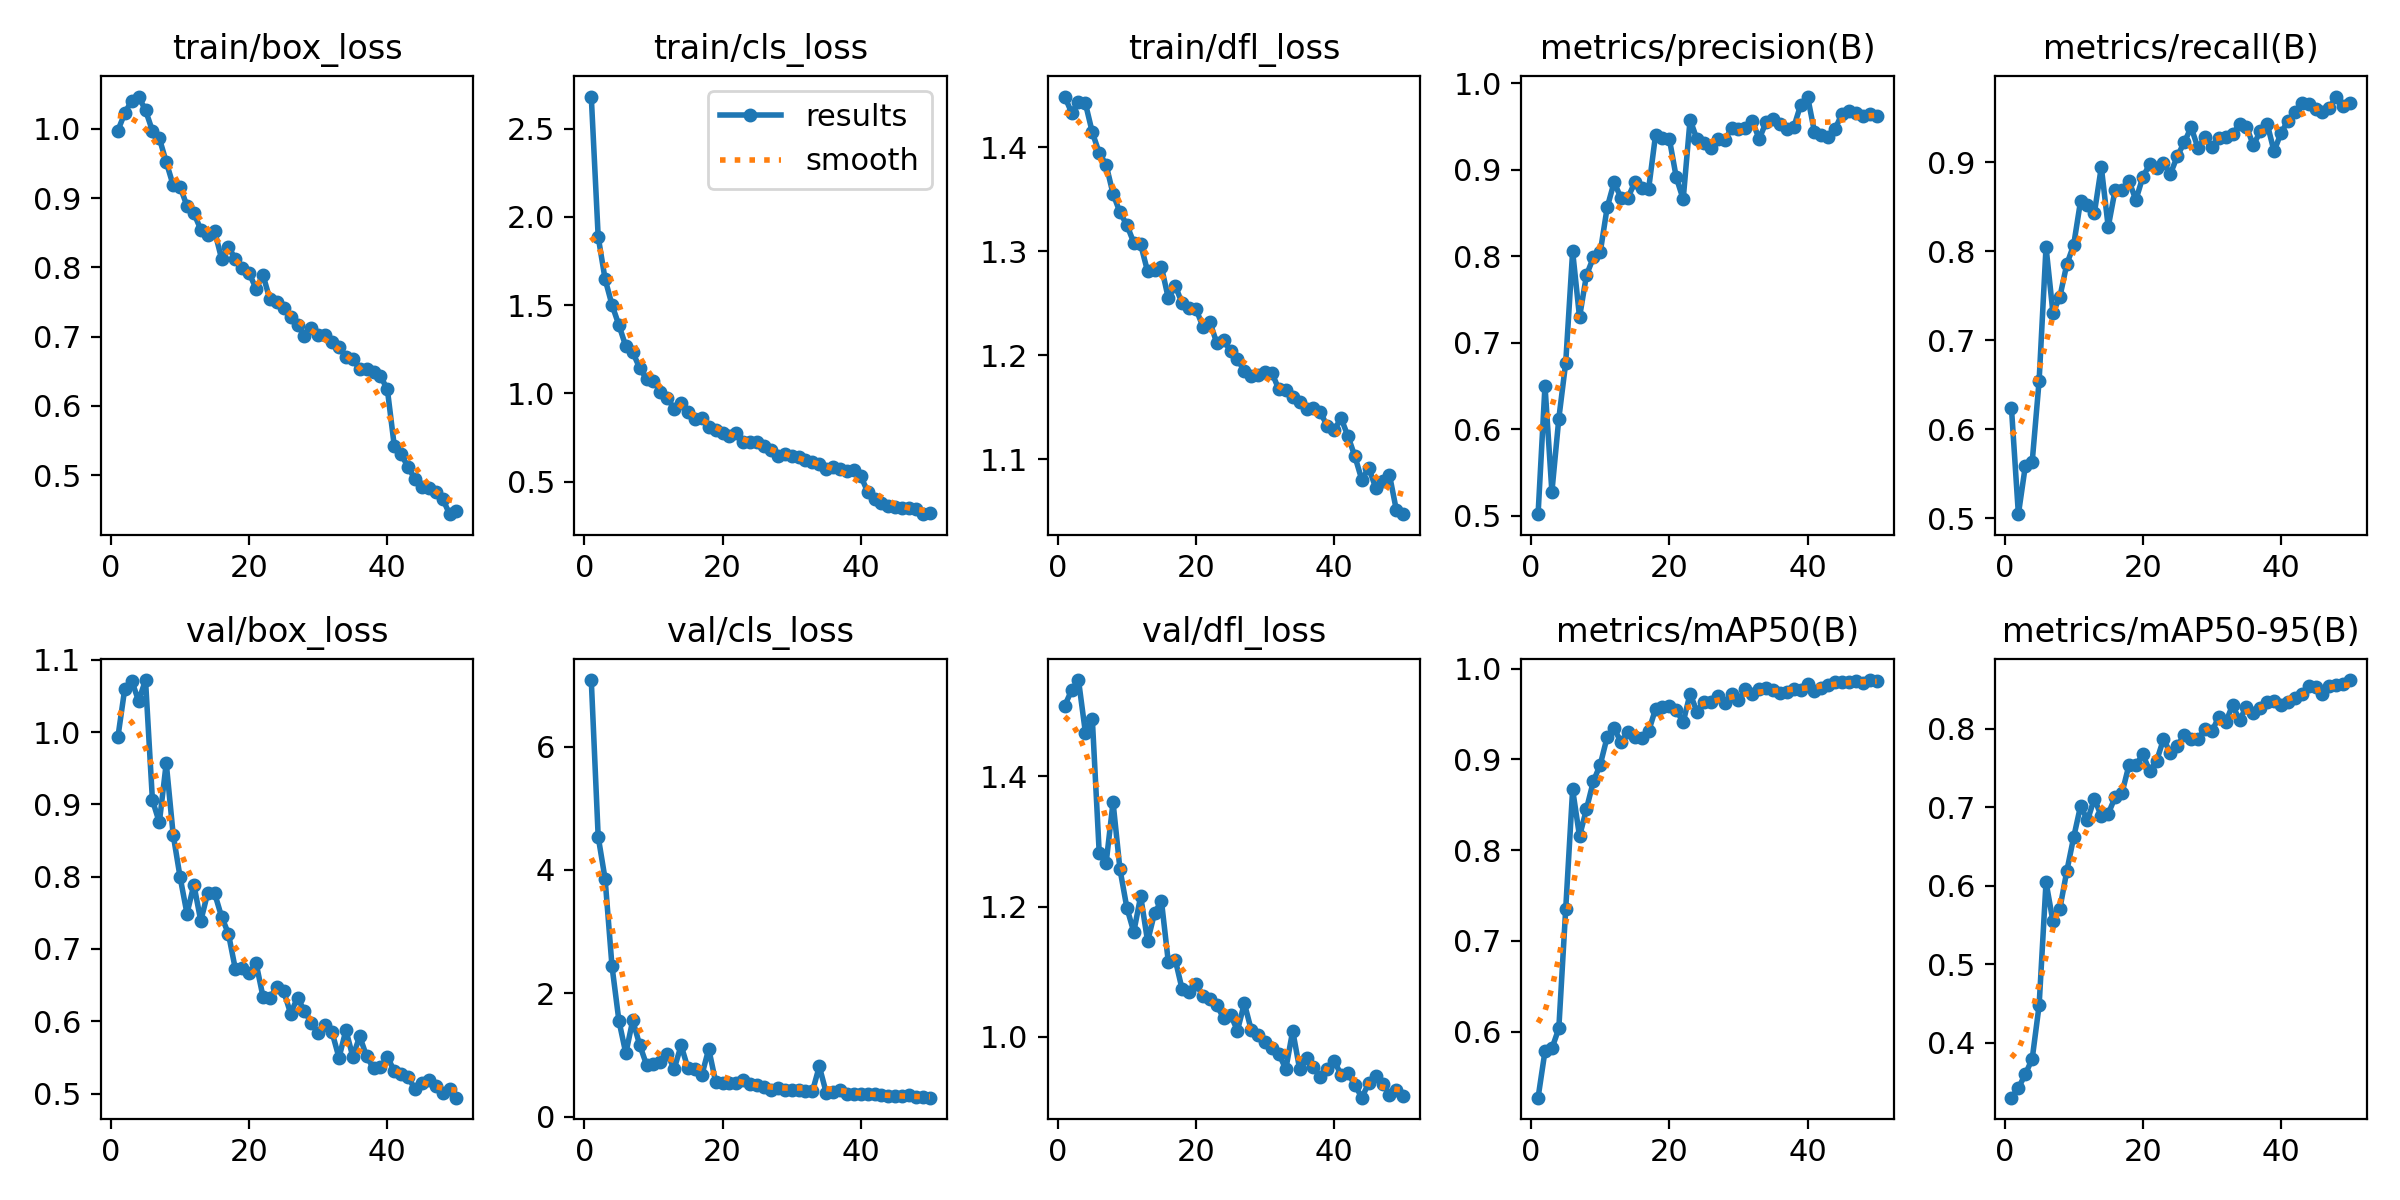 train/box_loss
1.0
0.9
0.8
0.7
0.6
0.5
0 20 40
train/cls_loss
results
smooth
2.5
2.0
1.5
1.0
0.5
0 20 40
train/dfl_loss
1.4
1.3
1.2
1.1
0 20 40
metrics/precision(B)
1.0
0.9
0.8
0.7
0.6
0.5
0 20 40
metrics/recall(B)
0.9
0.8
0.7
0.6
0.5
0 20 40
val/box_loss
1.1
1.0
0.9
0.8
0.7
0.6
0.5
0 20 40
val/cls_loss
6
4
2
0
0 20 40
val/dfl_loss
1.4
1.2
1.0
0 20 40
metrics/mAP50(B)
1.0
0.9
0.8
0.7
0.6
0 20 40
metrics/mAP50-95(B)
0.8
0.7
0.6
0.5
0.4
0 20 40